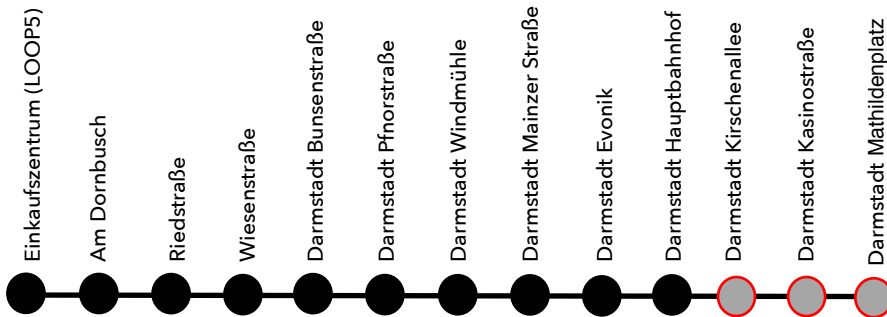 Einkaufszentrum (LOOP5)
Am Dornbusch
Riedstraße
Wiesenstraße
Darmstadt Bunsenstraße
Darmstadt Pfnorstraße
Darmstadt Windmühle
Darmstadt Mainzer Straße
Darmstadt Evonik
Darmstadt Hauptbahnhof
Darmstadt Kirschenallee
Darmstadt Kasinostraße
Darmstadt Mathildenplatz